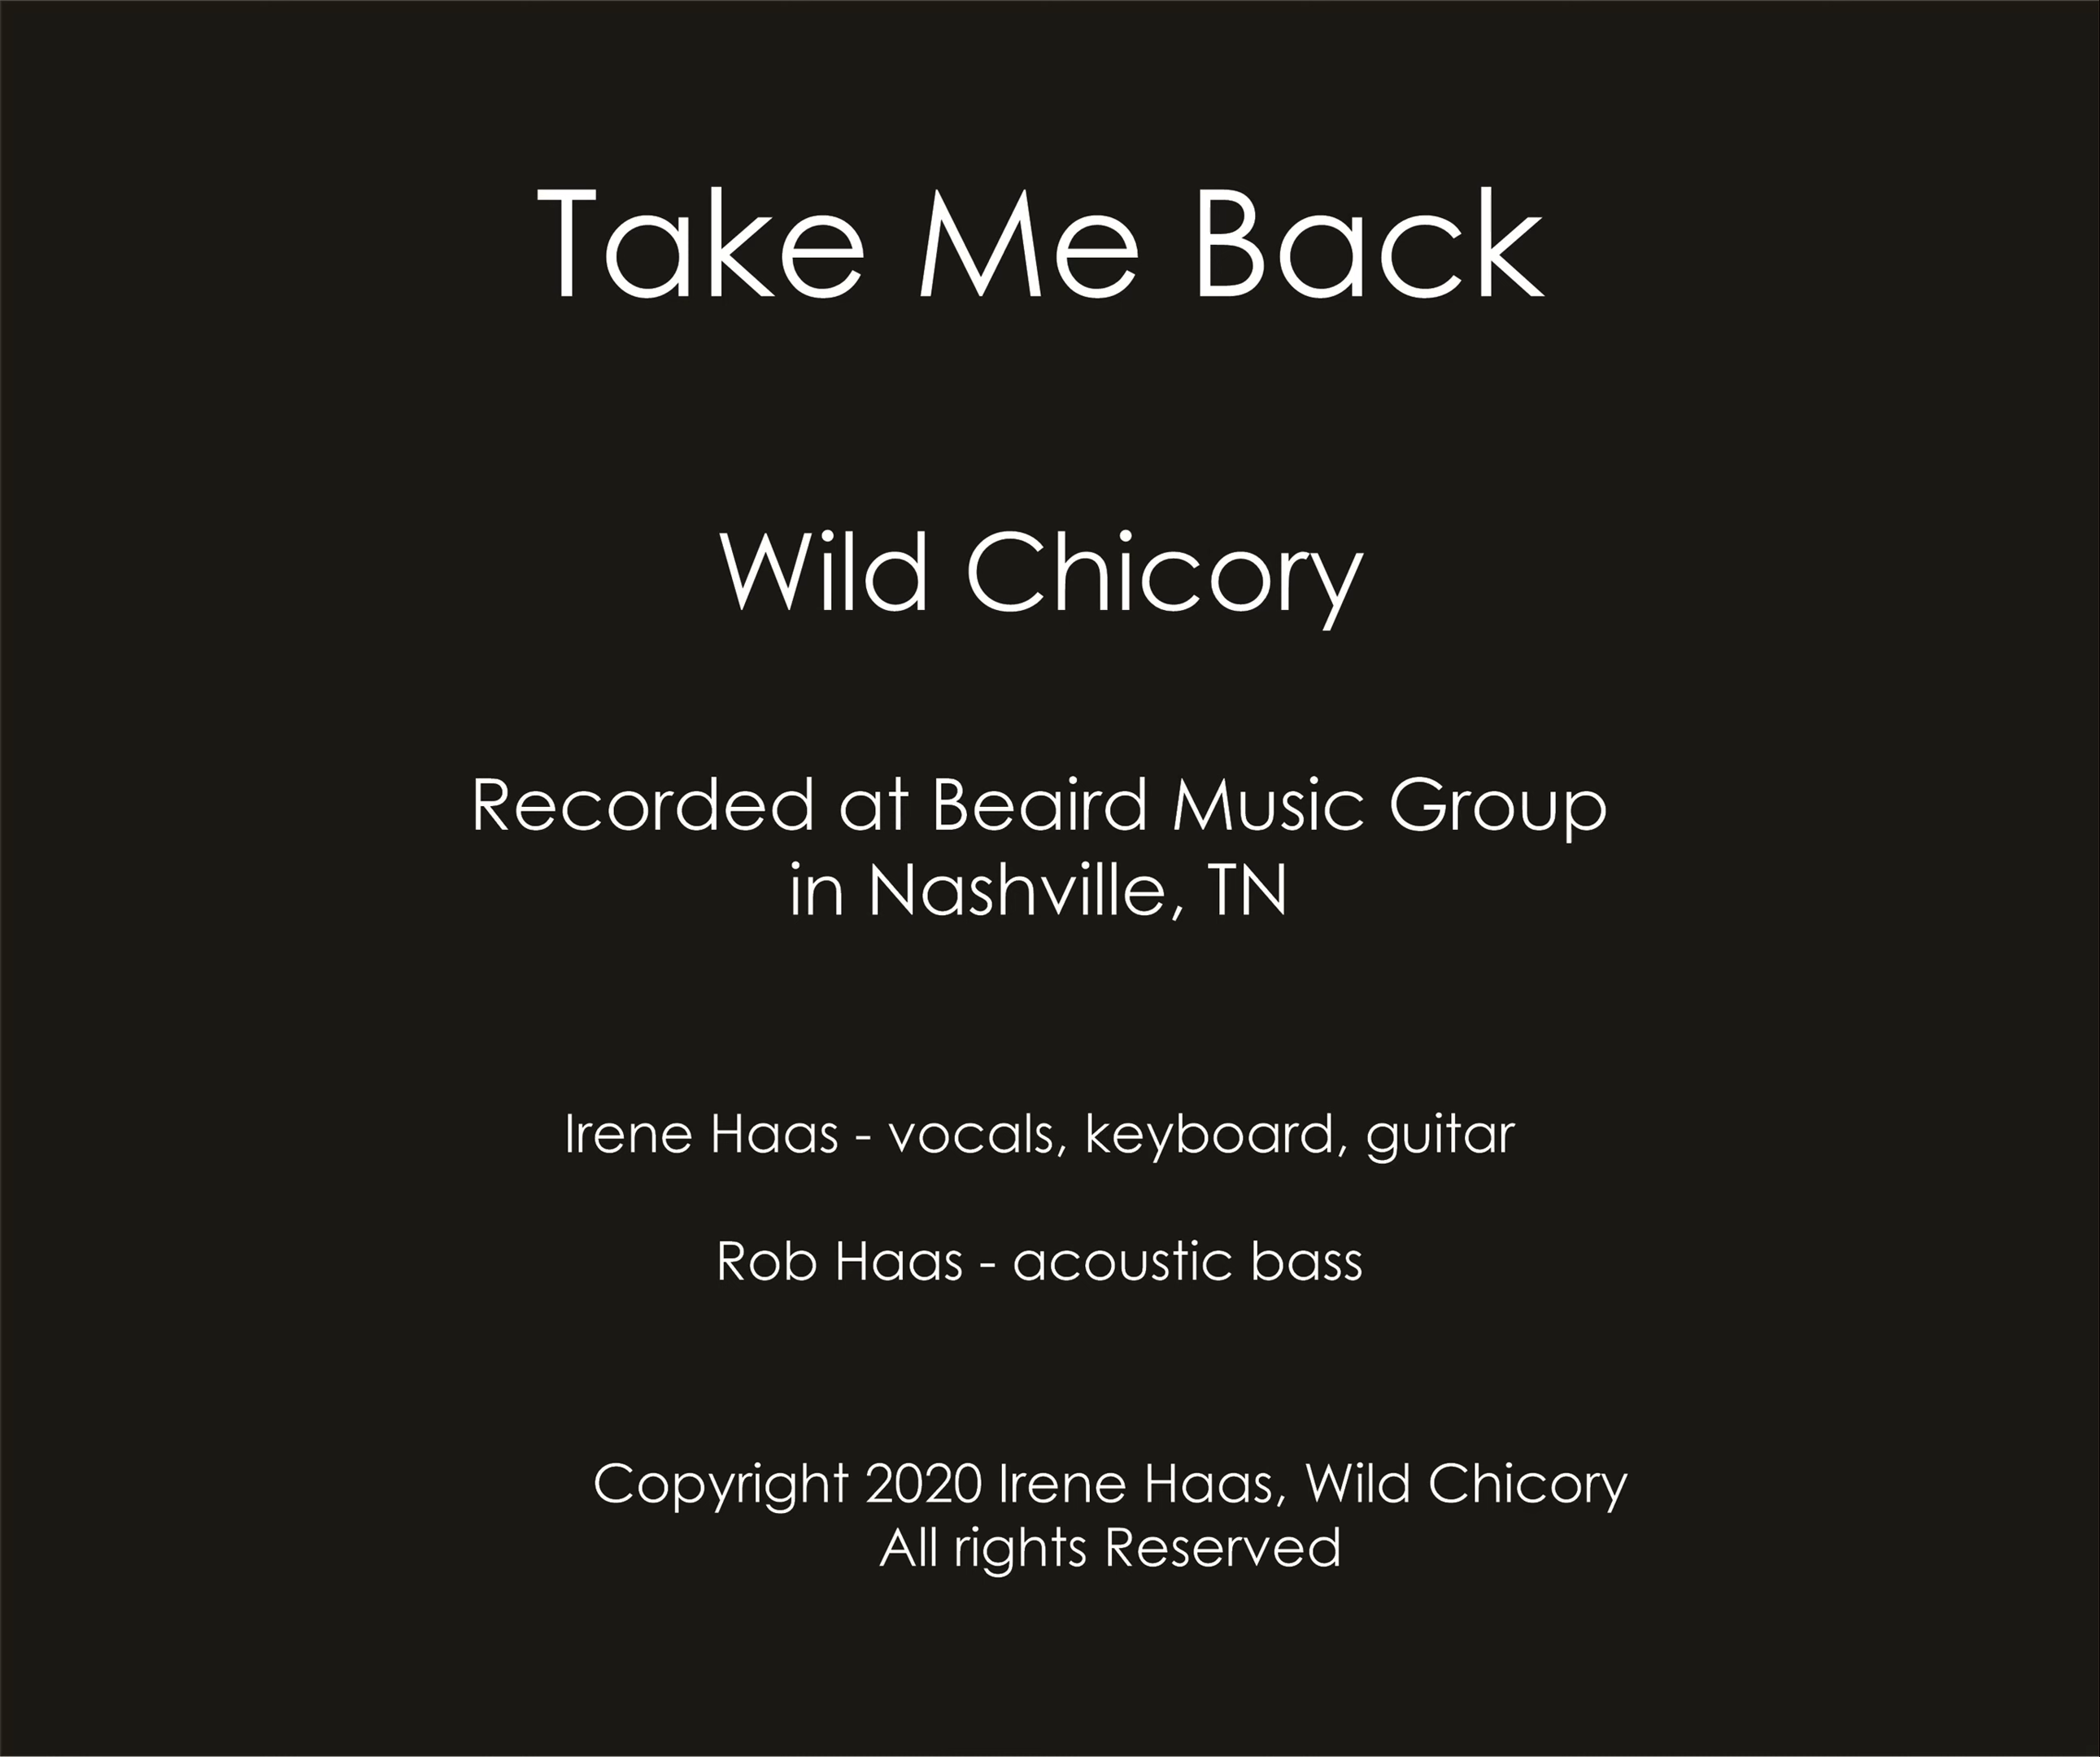 Take Me Back
Wild Chicory
Recorded at Beaird Music Group
in Nashville, TN
Irene Haas - vocals, keyboard, guitar
Rob Haas - acoustic bass
Copyright 2020 Irene Haas, Wild Chicory
All rights Reserved